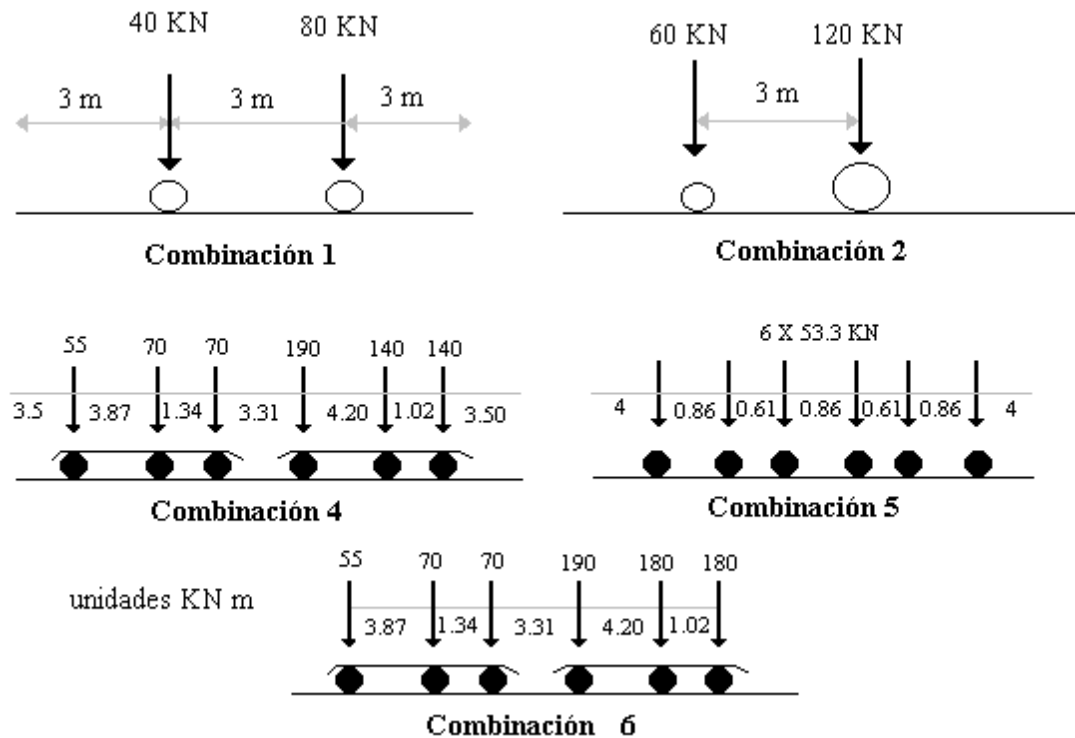 40 KN 80 KN
3 m 3 m 3 m
Combinación 1
60 KN 120 KN
3 m
Combinación 2
55 70 70 190 140 140
3.5 3.87 1.34 3.31 4.20 1.02 3.50
Combinación 4
6 X 53.3 KN
4 0.86 0.61 0.86 0.61 0.86 4
Combinación 5
unidades KN m
55 70 70 190 180 180
3.87 1.34 3.31 4.20 1.02
Combinación 6